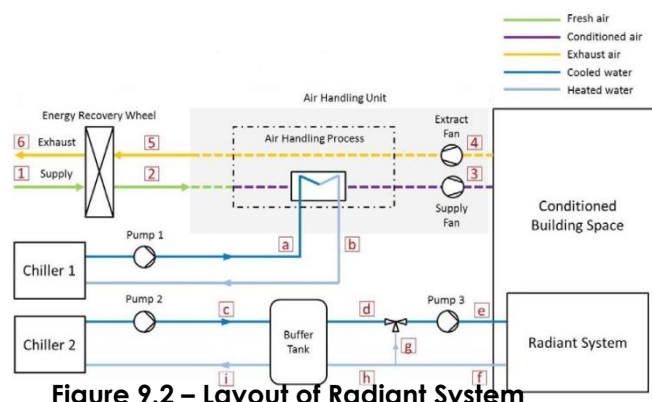 Fresh air
Conditioned air
Exhaust air
Cooled water
Heated water
Air Handling Unit
Energy Recovery Wheel
Extract
Fan
Air Handling Process
6 Exhaust 5 4
1 Supply 2 3
Supply
Fan
Conditioned
Building Space
Pump 1
a b
Chiller 1
Pump 2
Pump 3
c d e
Chiller 2
Buffer
Tank
g
Radiant System
i h f
Figure 9.2 – Layout of Radiant System